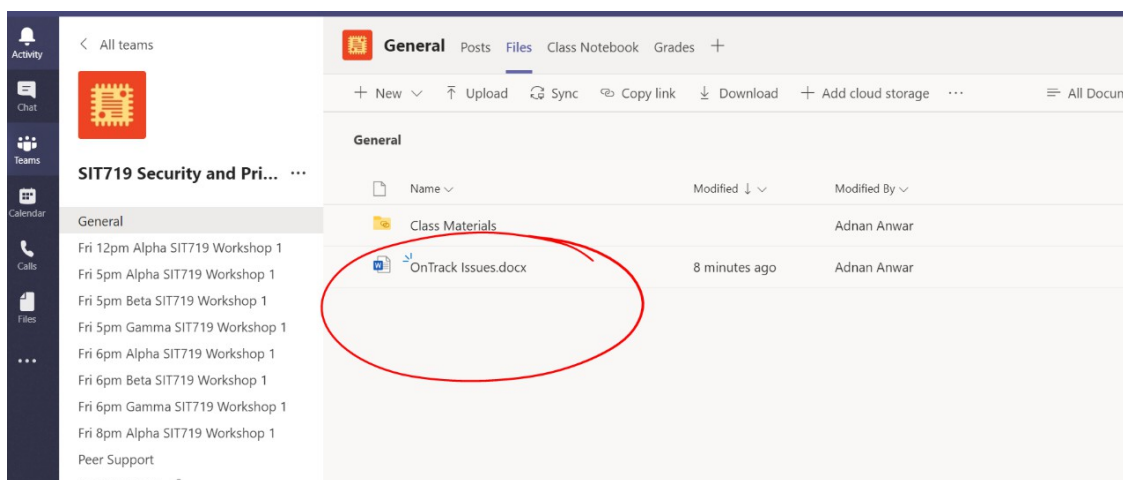 Activity
Chat
Teams
Calendar
Calls
Files
All teams
SIT719 Security and Pri...
General
Fri 12pm Alpha SIT719 Workshop 1
Fri 5pm Alpha SIT719 Workshop 1
Fri 5pm Beta SIT719 Workshop 1
Fri 5pm Gamma SIT719 Workshop 1
Fri 6pm Alpha SIT719 Workshop 1
Fri 6pm Beta SIT719 Workshop 1
Fri 6pm Gamma SIT719 Workshop 1
Fri 8pm Alpha SIT719 Workshop 1
Peer Support
General Posts Files Class Notebook Grades
New Upload Sync Copy link Download Add cloud storage ... All Docum
General
Name Modified Modified By
Class Materials Adnan Anwar
OnTrack Issues.docx 8 minutes ago Adnan Anwar